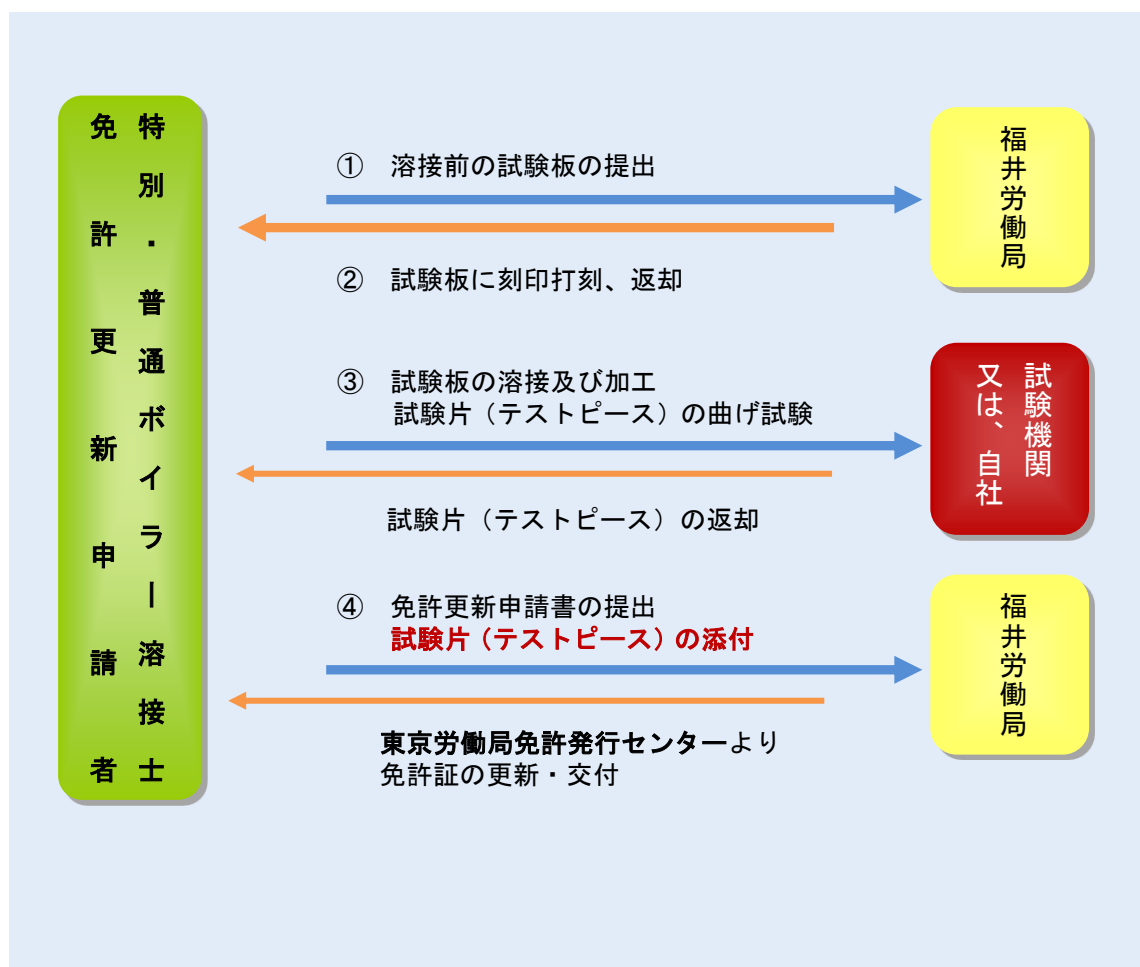 特別・普通ボイラー溶接士
免許更新申請者
① 溶接前の試験板の提出
② 試験板に刻印打刻、返却
福井労働局
③ 試験板の溶接及び加工
試験片（テストピース）の曲げ試験
試験片（テストピース）の返却
試験機関
又は、自社
④ 免許更新申請書の提出
試験片（テストピース）の添付
東京労働局免許発行センターより
免許証の更新・交付
福井労働局